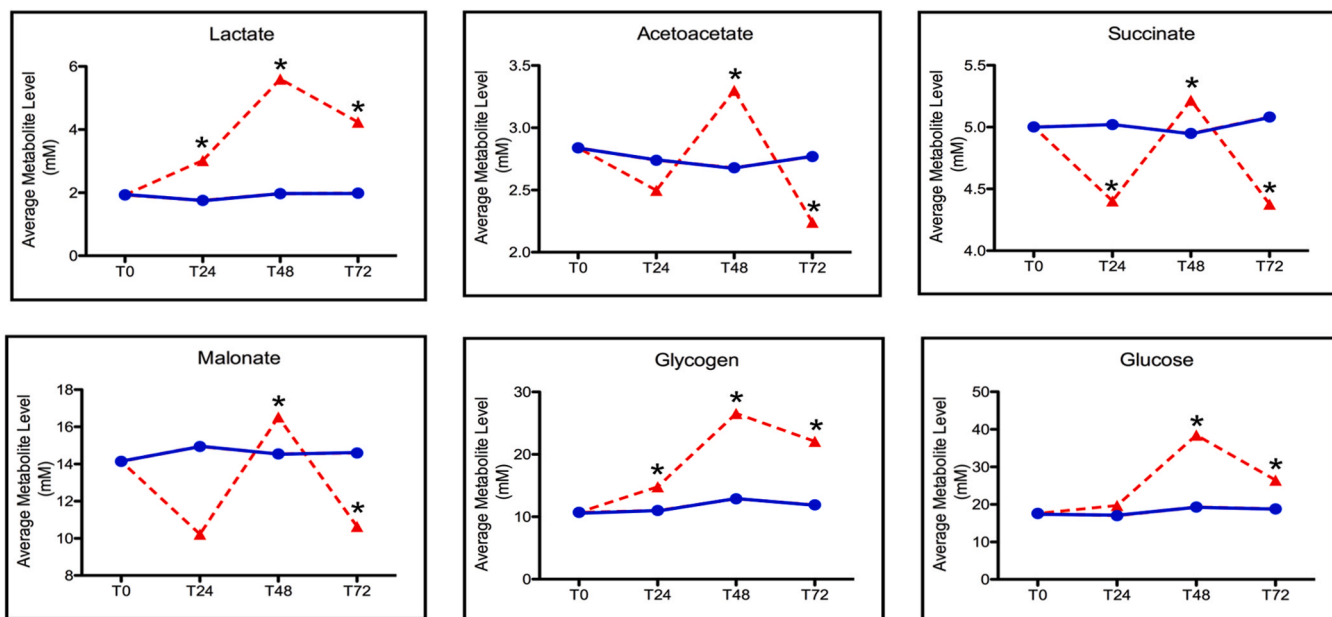 Lactate
Average Metabolite Level
(mM)
6
4
2
0
*
*
*
T0 T24 T48 T72
Acetoacetate
Average Metabolite Level
(mM)
3.5
3.0
2.5
2.0
*
*
T0 T24 T48 T72
Succinate
Average Metabolite Level
(mM)
5.5
5.0
4.5
4.0
*
*
*
T0 T24 T48 T72
Malonate
Average Metabolite Level
(mM)
18
16
14
12
10
8
*
*
T0 T24 T48 T72
Glycogen
Average Metabolite Level
(mM)
30
20
10
0
*
*
*
T0 T24 T48 T72
Glucose
Average Metabolite Level
(mM)
50
40
30
20
10
0
*
*
T0 T24 T48 T72